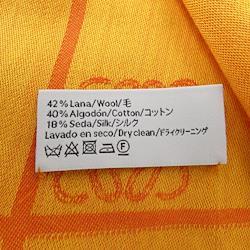 42% Lana/Wool/毛
40% Algodón/Cotton/コットン
18% Seda/Silk/シルク
Lavado en seco/Dry clean/ドライクリーニング